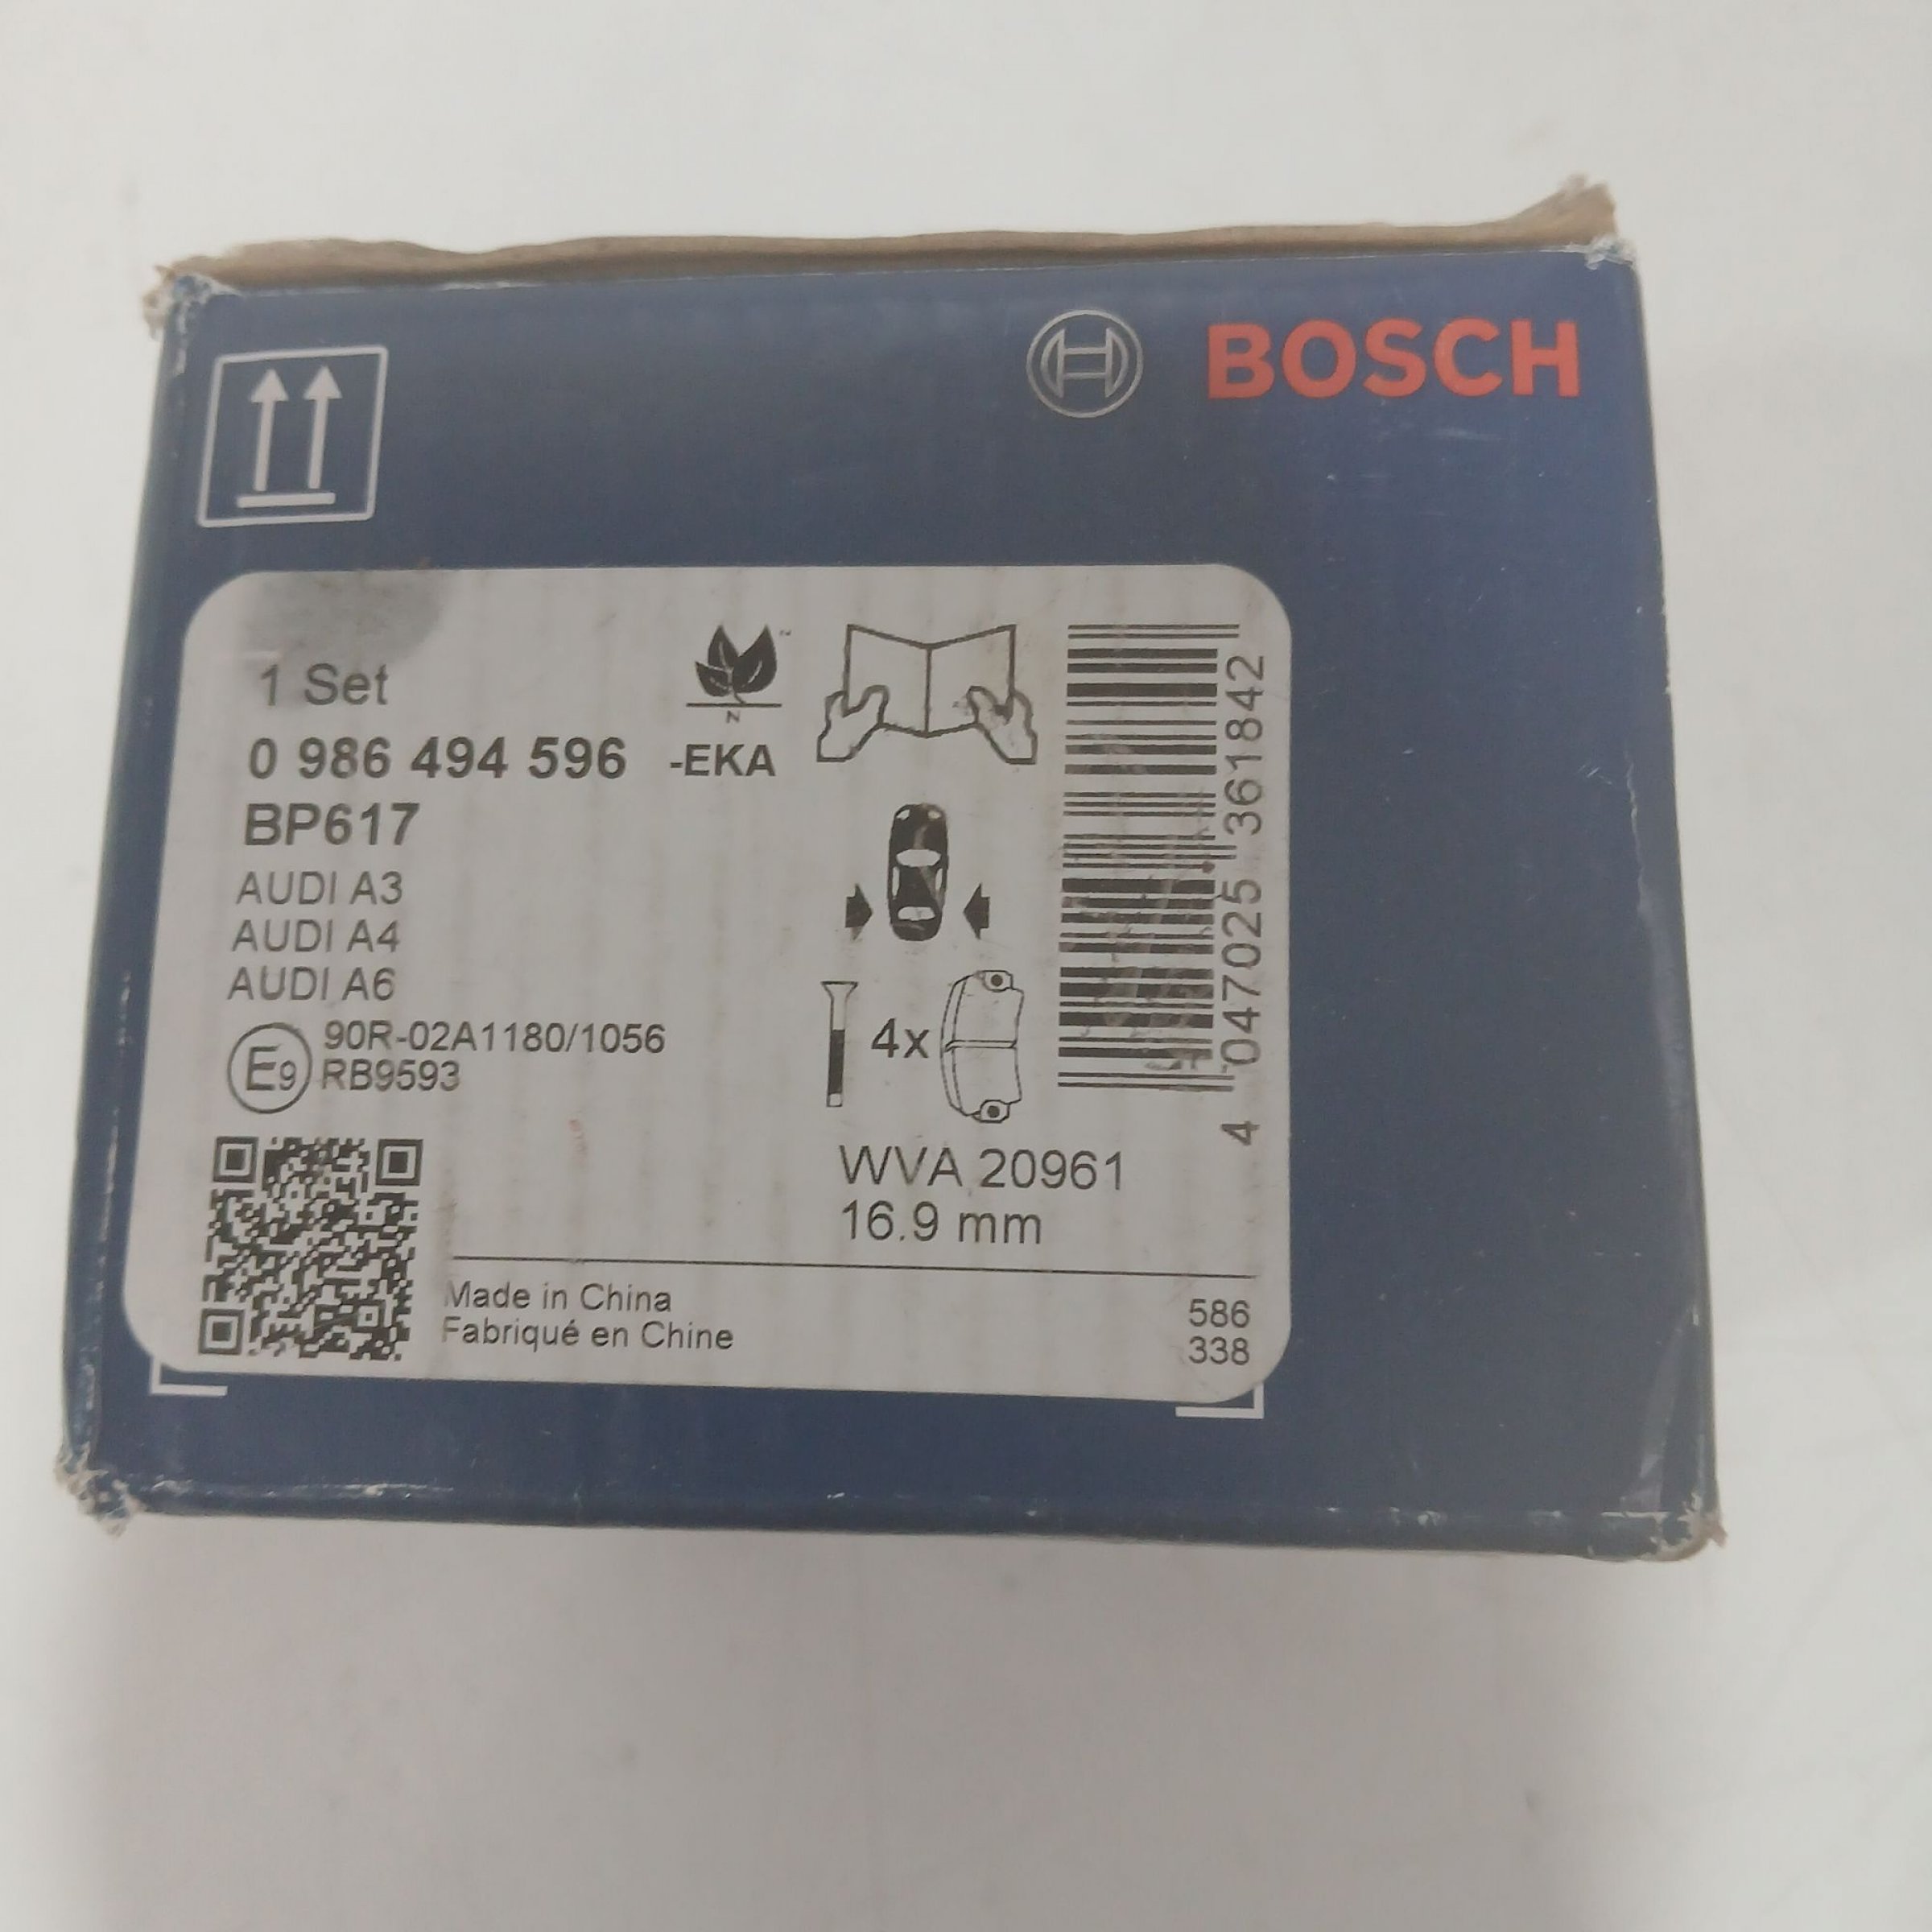 BOSCH
1 Set
N
0 986 494 596 -EKA
BP617
AUDI A3
AUDI A4
AUDI A6
E9 90R-02A1180/1056
RB9593
4x
WVA 20961
16.9 mm
4 047025 361842
Made in China
Fabriqué en Chine
586
338